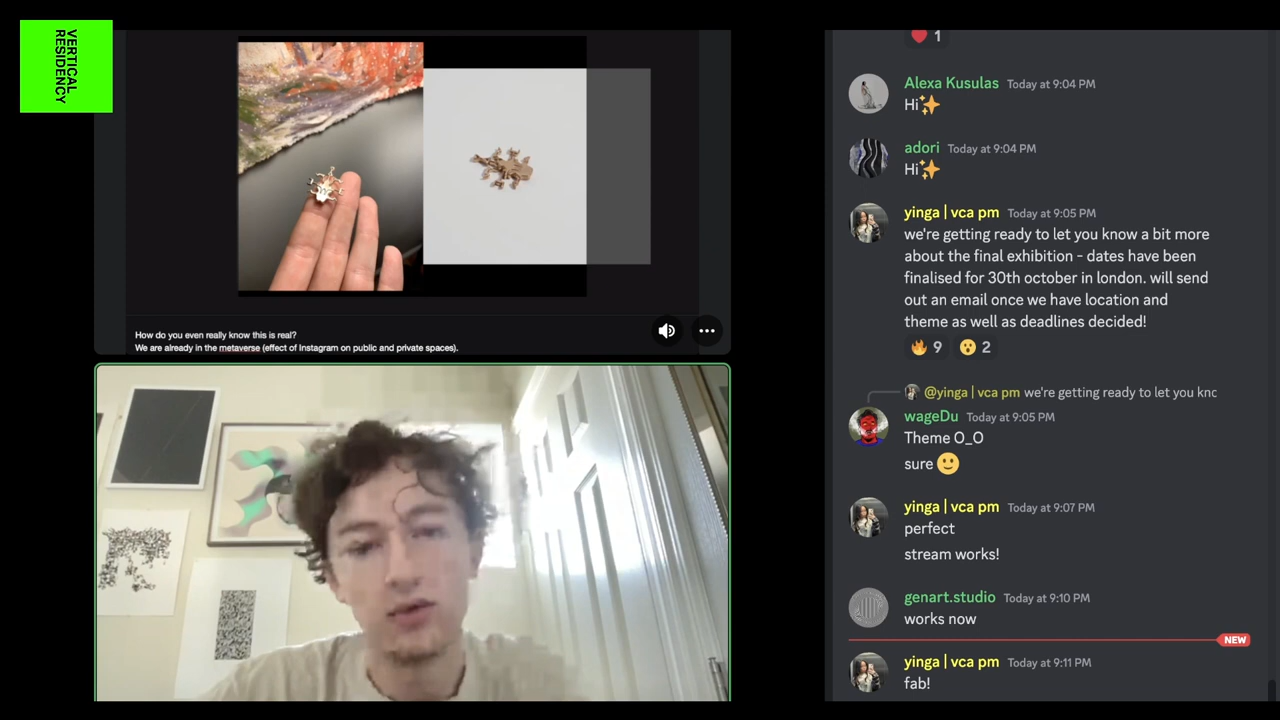 VERTICAL
RESIDENCY
How do you even really know this is real?
We are already in the metaverse (effect of Instagram on public and private spaces).
1
Alexa Kusulas Today at 9:04 PM
Hi✨
adori Today at 9:04 PM
Hi✨
yinga | vca pm Today at 9:05 PM
we're getting ready to let you know a bit more
about the final exhibition - dates have been
finalised for 30th october in london. will send
out an email once we have location and
theme as well as deadlines decided!
🔥 9 😮 2
@yinga | vca pm we're getting ready to let you knc
wageDu Today at 9:05 PM
Theme O_O
sure 🙂
yinga | vca pm Today at 9:07 PM
perfect
stream works!
genart.studio Today at 9:10 PM
works now
NEW
yinga | vca pm Today at 9:11 PM
fab!